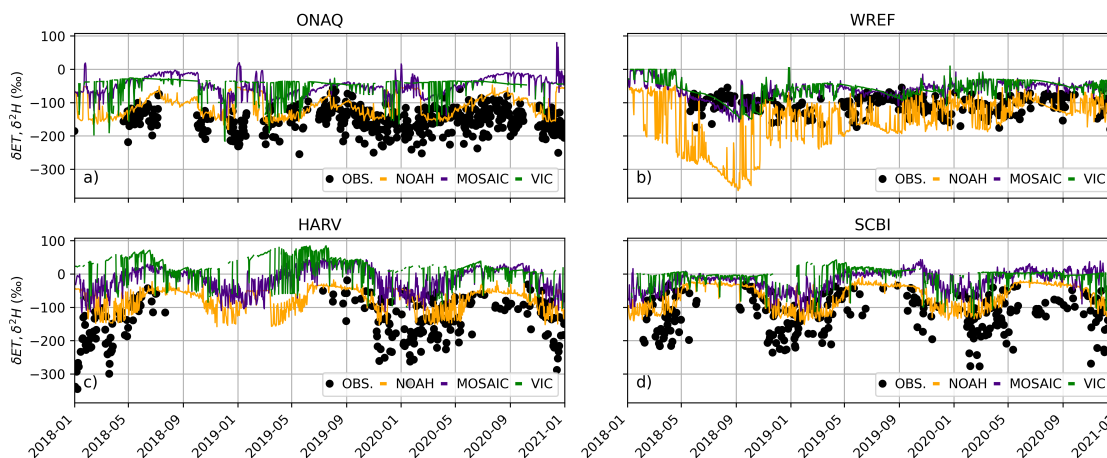 ONAQ
WREF
100
0
−100
−200
−300
δET, δ²H (‰)
a)
OBS. NOAH MOSAIC VIC
b)
OBS. NOAH MOSAIC VIC
HARV
SCBI
100
0
−100
−200
−300
δET, δ²H (‰)
c)
OBS. NOAH MOSAIC VIC
d)
OBS. NOAH MOSAIC VIC
2018-01 2018-05 2018-09 2019-01 2019-05 2019-09 2020-01 2020-05 2020-09 2021-01
2018-01 2018-05 2018-09 2019-01 2019-05 2019-09 2020-01 2020-05 2020-09